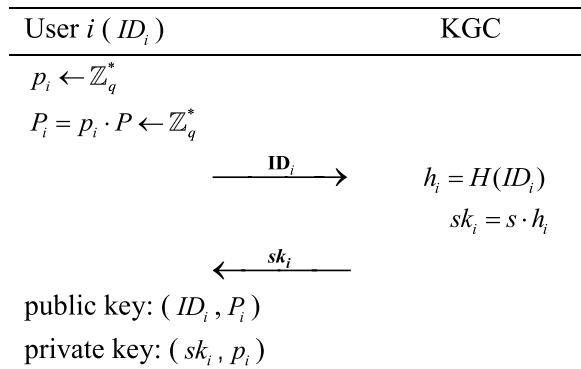 User i ( ID_i )	KGC
p_i ← ℤ_q^*
P_i = p_i · P ← ℤ_q^*
ID_i
h_i = H(ID_i)
sk_i = s · h_i
sk_i
public key: ( ID_i , P_i )
private key: ( sk_i , p_i )